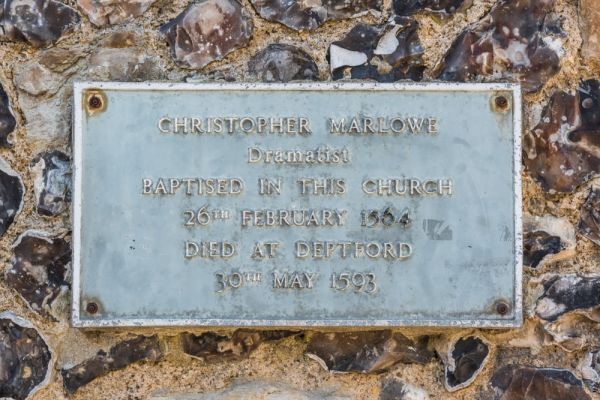 CHRISTOPHER MARLOWE
Dramatist
BAPTISED IN THIS CHURCH
26TH FEBRUARY 1564
DIED AT DEPTFORD
30TH MAY 1593